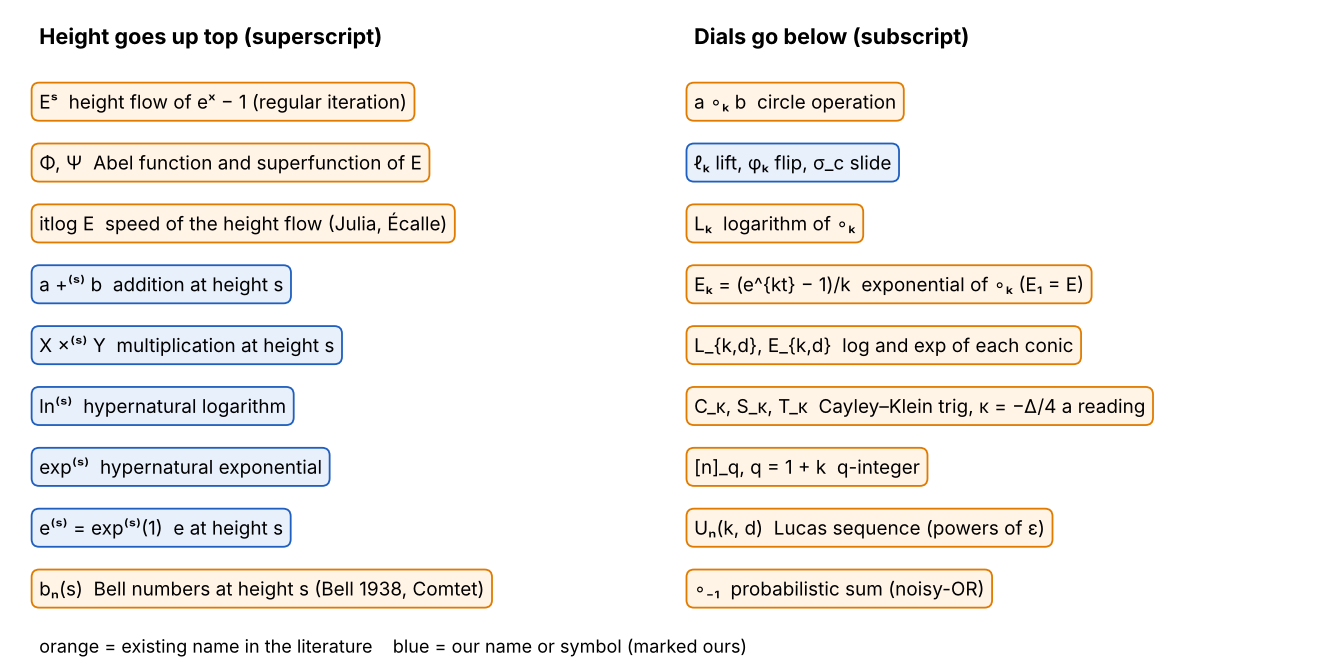 Height goes up top (superscript)
Eˢ  height flow of eˣ − 1 (regular iteration)
Φ, Ψ  Abel function and superfunction of E
itlog E  speed of the height flow (Julia, Écalle)
a +⁽ˢ⁾ b  addition at height s
X ×⁽ˢ⁾ Y  multiplication at height s
ln⁽ˢ⁾  hypernatural logarithm
exp⁽ˢ⁾  hypernatural exponential
e⁽ˢ⁾ = exp⁽ˢ⁾(1)  e at height s
bₙ(s)  Bell numbers at height s (Bell 1938, Comtet)
Dials go below (subscript)
a ∘ₖ b  circle operation
ℓₖ lift, φₖ flip, σ_c slide
Lₖ  logarithm of ∘ₖ
Eₖ = (e^{kt} − 1)/k  exponential of ∘ₖ (E₁ = E)
L_{k,d}, E_{k,d}  log and exp of each conic
C_κ, S_κ, T_κ  Cayley–Klein trig, κ = −Δ/4 a reading
[n]_q, q = 1 + k  q-integer
Uₙ(k, d)  Lucas sequence (powers of ε)
∘₋₁  probabilistic sum (noisy-OR)
orange = existing name in the literature    blue = our name or symbol (marked ours)